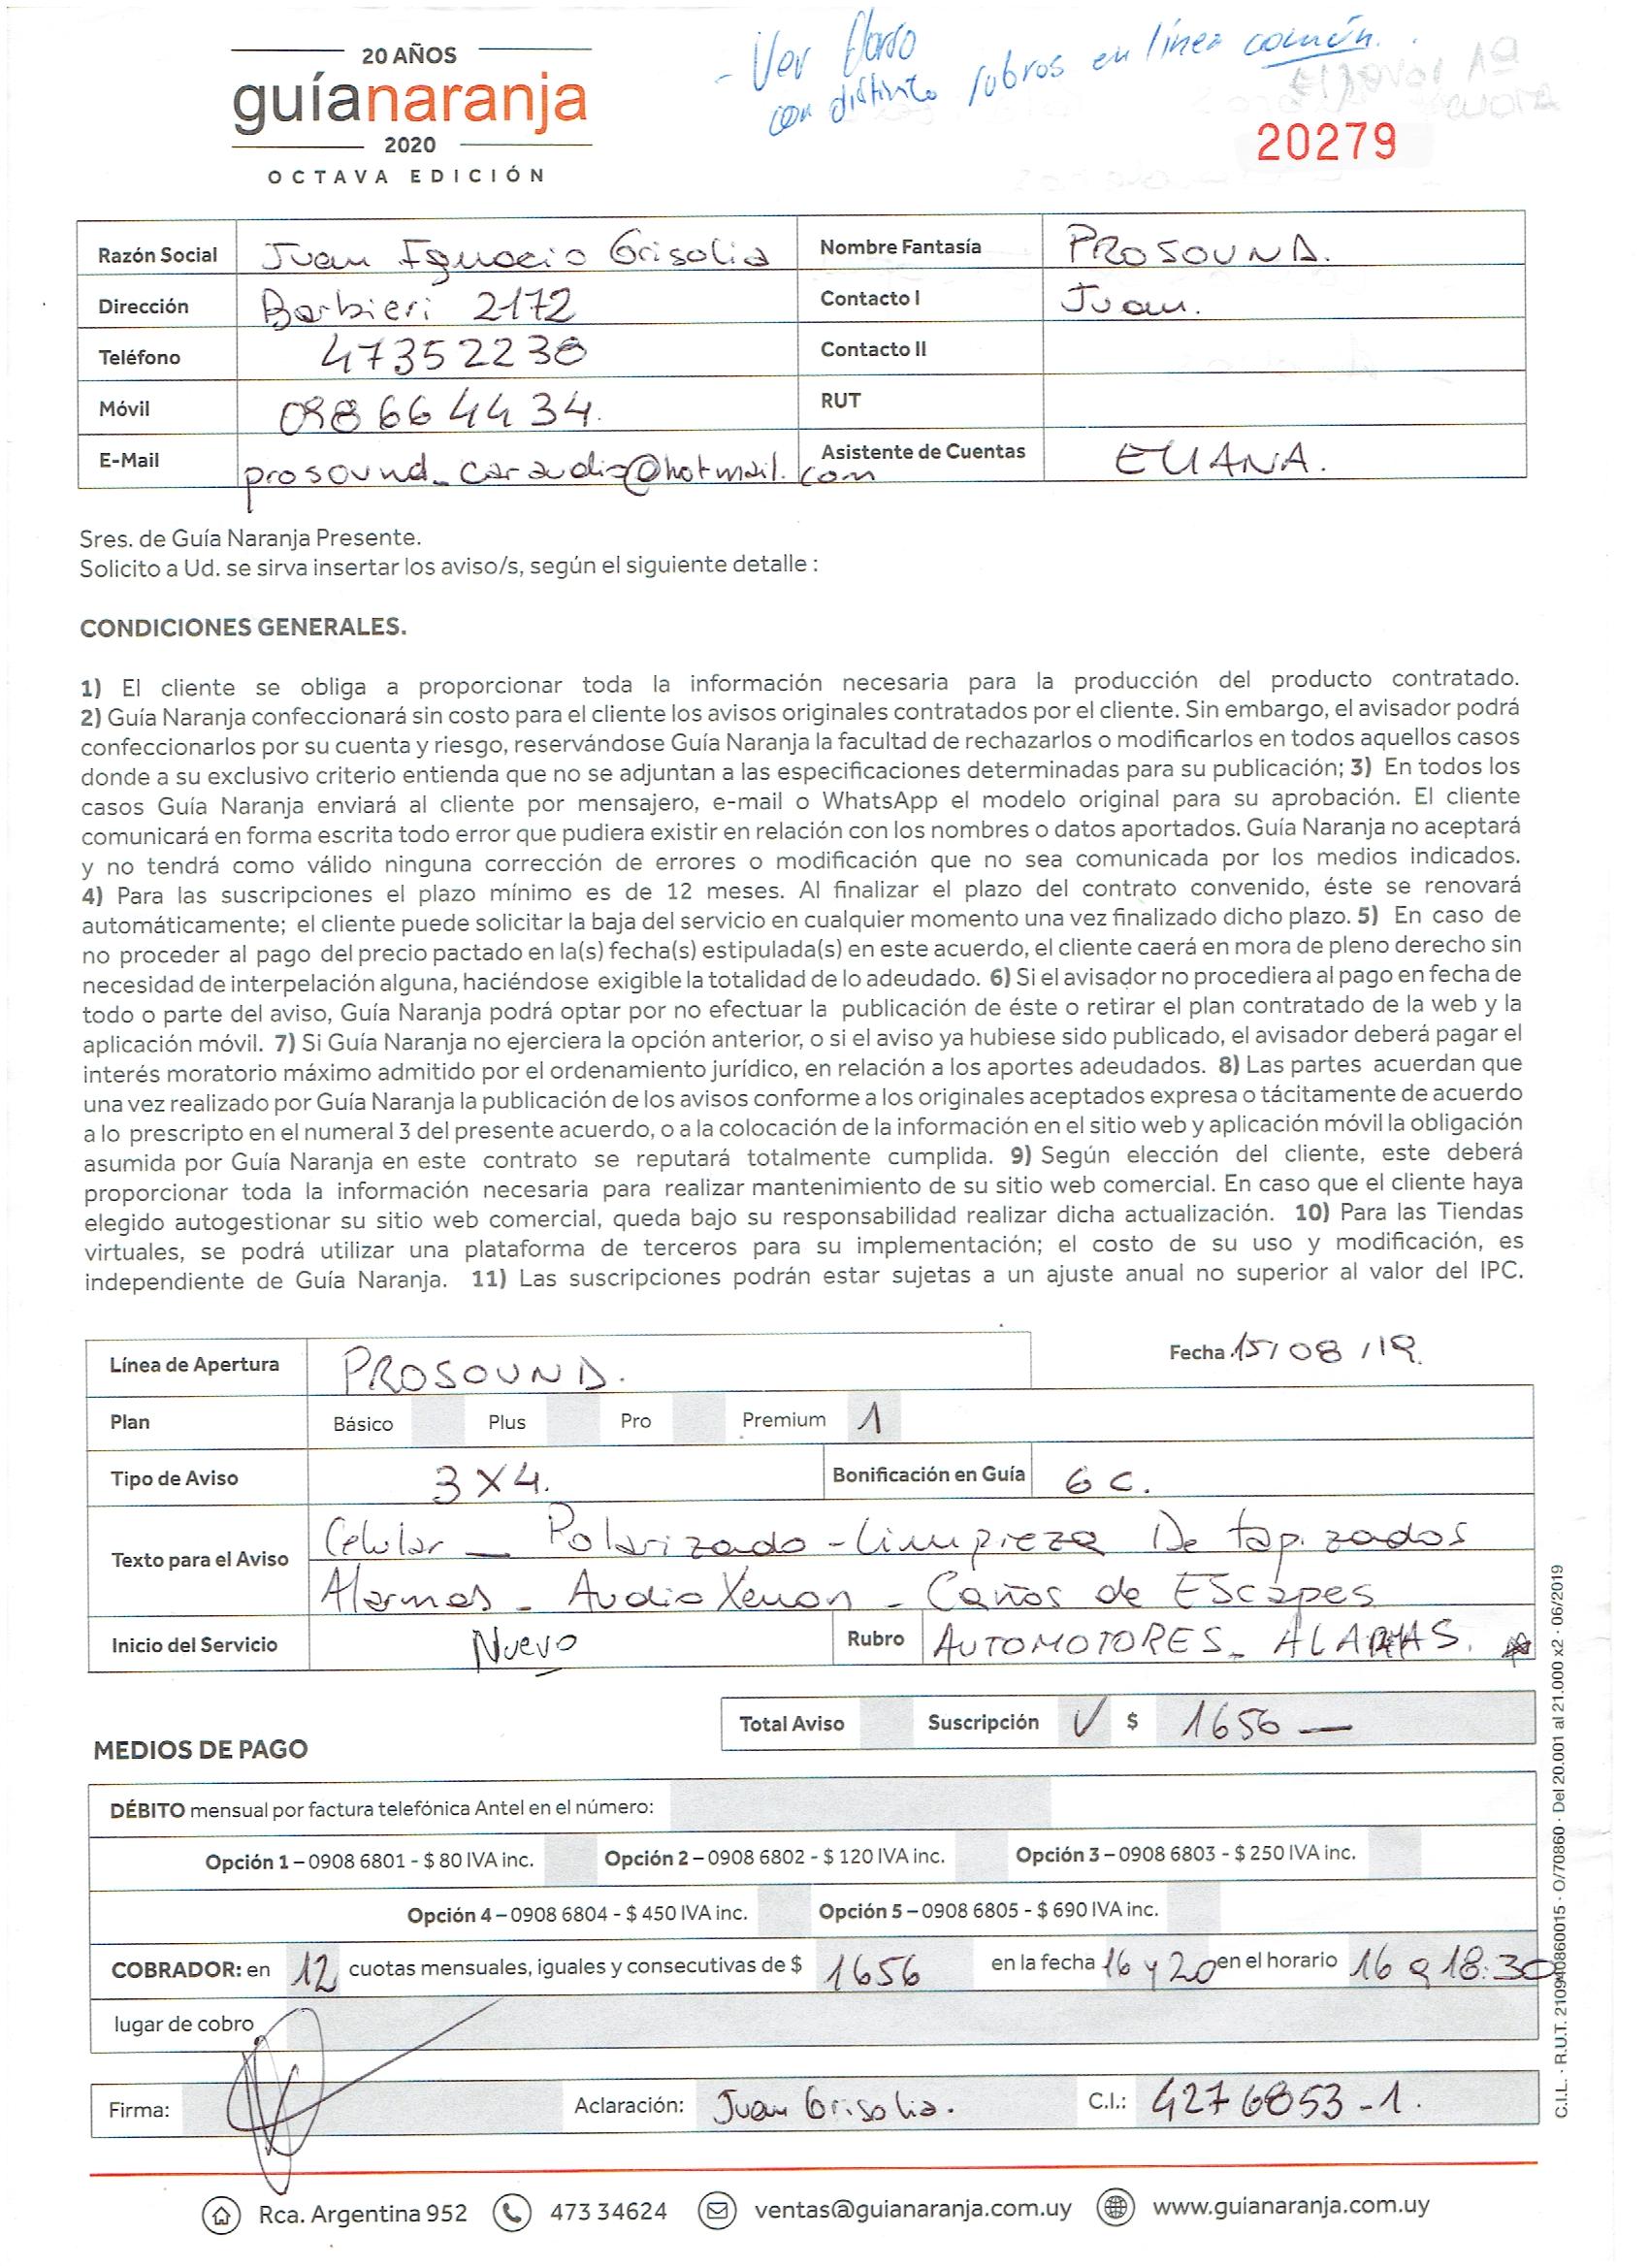 20 AÑOS
guíanaranja
2020
OCTAVA EDICIÓN
- Ver
con distinto rubros en línea común.
20279
Razón Social Juan Ignacio Grisolia Nombre Fantasía PROSOUND.
Dirección Barbieri 2172 Contacto I Juan.
Teléfono 47352238 Contacto II
Móvil 098664434. RUT
E-Mail prosound_caraudio@hotmail.com Asistente de Cuentas ELIANA.
Sres. de Guía Naranja Presente.
Solicito a Ud. se sirva insertar los aviso/s, según el siguiente detalle :
CONDICIONES GENERALES.
1) El cliente se obliga a proporcionar toda la información necesaria para la producción del producto contratado.
2) Guía Naranja confeccionará sin costo para el cliente los avisos originales contratados por el cliente. Sin embargo, el avisador podrá
confeccionarlos por su cuenta y riesgo, reservándose Guía Naranja la facultad de rechazarlos o modificarlos en todos aquellos casos
donde a su exclusivo criterio entienda que no se adjuntan a las especificaciones determinadas para su publicación; 3) En todos los
casos Guía Naranja enviará al cliente por mensajero, e-mail o WhatsApp el modelo original para su aprobación. El cliente
comunicará en forma escrita todo error que pudiera existir en relación con los nombres o datos aportados. Guía Naranja no aceptará
y no tendrá como válido ninguna corrección de errores o modificación que no sea comunicada por los medios indicados.
4) Para las suscripciones el plazo mínimo es de 12 meses. Al finalizar el plazo del contrato convenido, éste se renovará
automáticamente; el cliente puede solicitar la baja del servicio en cualquier momento una vez finalizado dicho plazo. 5) En caso de
no proceder al pago del precio pactado en la(s) fecha(s) estipulada(s) en este acuerdo, el cliente caerá en mora de pleno derecho sin
necesidad de interpelación alguna, haciéndose exigible la totalidad de lo adeudado. 6) Si el avisador no procediera al pago en fecha de
todo o parte del aviso, Guía Naranja podrá optar por no efectuar la publicación de éste o retirar el plan contratado de la web y la
aplicación móvil. 7) Si Guía Naranja no ejerciera la opción anterior, o si el aviso ya hubiese sido publicado, el avisador deberá pagar el
interés moratorio máximo admitido por el ordenamiento jurídico, en relación a los aportes adeudados. 8) Las partes acuerdan que
una vez realizado por Guía Naranja la publicación de los avisos conforme a los originales aceptados expresa o tácitamente de acuerdo
a lo prescripto en el numeral 3 del presente acuerdo, o a la colocación de la información en el sitio web y aplicación móvil la obligación
asumida por Guía Naranja en este contrato se reputará totalmente cumplida. 9) Según elección del cliente, este deberá
proporcionar toda la información necesaria para realizar mantenimiento de su sitio web comercial. En caso que el cliente haya
elegido autogestionar su sitio web comercial, queda bajo su responsabilidad realizar dicha actualización. 10) Para las Tiendas
virtuales, se podrá utilizar una plataforma de terceros para su implementación; el costo de su uso y modificación, es
independiente de Guía Naranja. 11) Las suscripciones podrán estar sujetas a un ajuste anual no superior al valor del IPC.
Línea de Apertura PROSOUND. Fecha 15/08/19.
Plan Básico Plus Pro Premium 1
Tipo de Aviso 3X4. Bonificación en Guía 6 c.
Texto para el Aviso Celular _ Polarizado - Limpieza De tapizados
Alarmas - Audio Xenon - Caños de Escapes
Inicio del Servicio Nuevo Rubro AUTOMOTORES - ALARMAS.
Total Aviso Suscripción V $ 1656 —
MEDIOS DE PAGO
DÉBITO mensual por factura telefónica Antel en el número:
Opción 1 – 0908 6801 - $ 80 IVA inc. Opción 2 – 0908 6802 - $ 120 IVA inc. Opción 3 – 0908 6803 - $ 250 IVA inc.
Opción 4 – 0908 6804 - $ 450 IVA inc. Opción 5 – 0908 6805 - $ 690 IVA inc.
COBRADOR: en 12 cuotas mensuales, iguales y consecutivas de $ 1656 en la fecha 16 y 20 en el horario 16 a 18:30
lugar de cobro
Firma: Aclaración: Juan Grisolia. C.I.: 4276853-1.
C.I.L. · R.U.T. 210940860015 · O/70860 · Del 20.001 al 21.000 x2 · 06/2019
Rca. Argentina 952 473 34624 ventas@guianaranja.com.uy www.guianaranja.com.uy